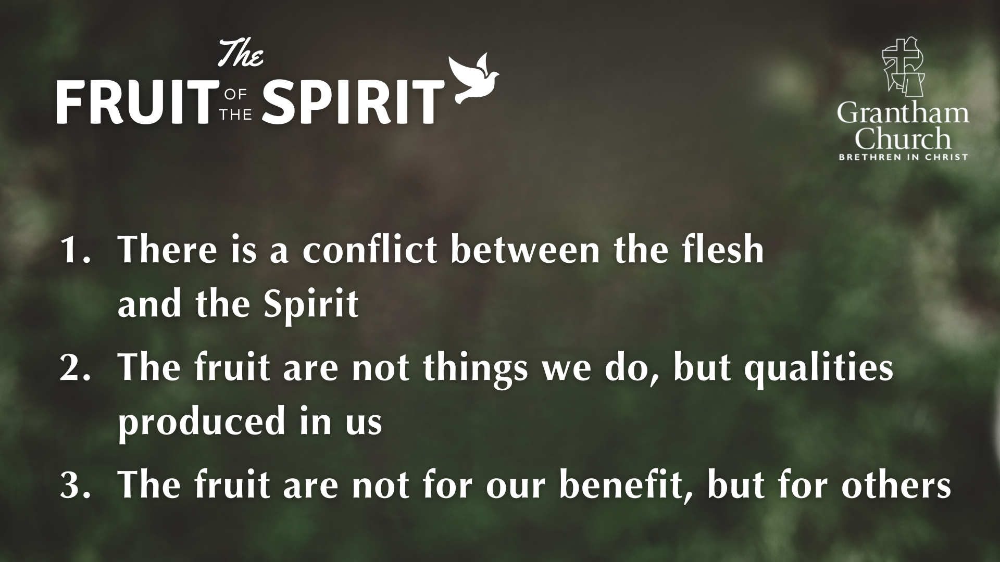 The
FRUIT OF THE SPIRIT
Grantham
Church
BRETHREN IN CHRIST
1. There is a conflict between the flesh
and the Spirit
2. The fruit are not things we do, but qualities
produced in us
3. The fruit are not for our benefit, but for others